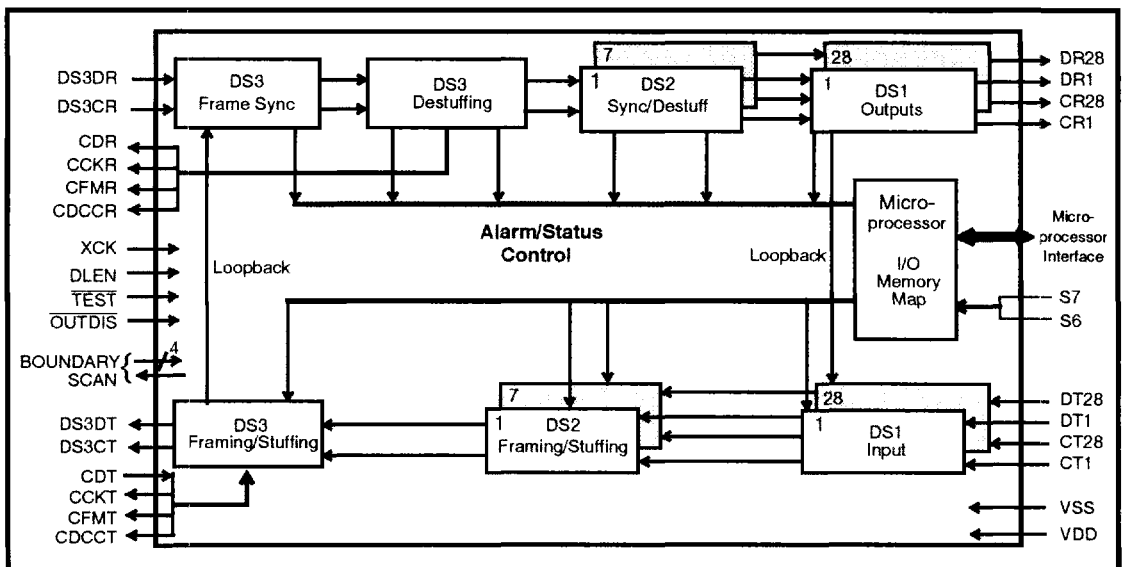 DS3DR
DS3CR
CDR
CCKR
CFMR
CDCCR
XCK
DLEN
TEST
OUTDIS
BOUNDARY
SCAN
4
DS3DT
DS3CT
CDT
CCKT
CFMT
CDCCT
DS3
Frame Sync
DS3
Destuffing
7
1
DS2
Sync/Destuff
28
1
DS1
Outputs
DR28
DR1
CR28
CR1
Alarm/Status
Control
Loopback
Loopback
Micro-
processor
I/O
Memory
Map
Micro-
processor
Interface
S7
S6
DS3
Framing/Stuffing
7
1
DS2
Framing/Stuffing
28
1
DS1
Input
DT28
DT1
CT28
CT1
VSS
VDD